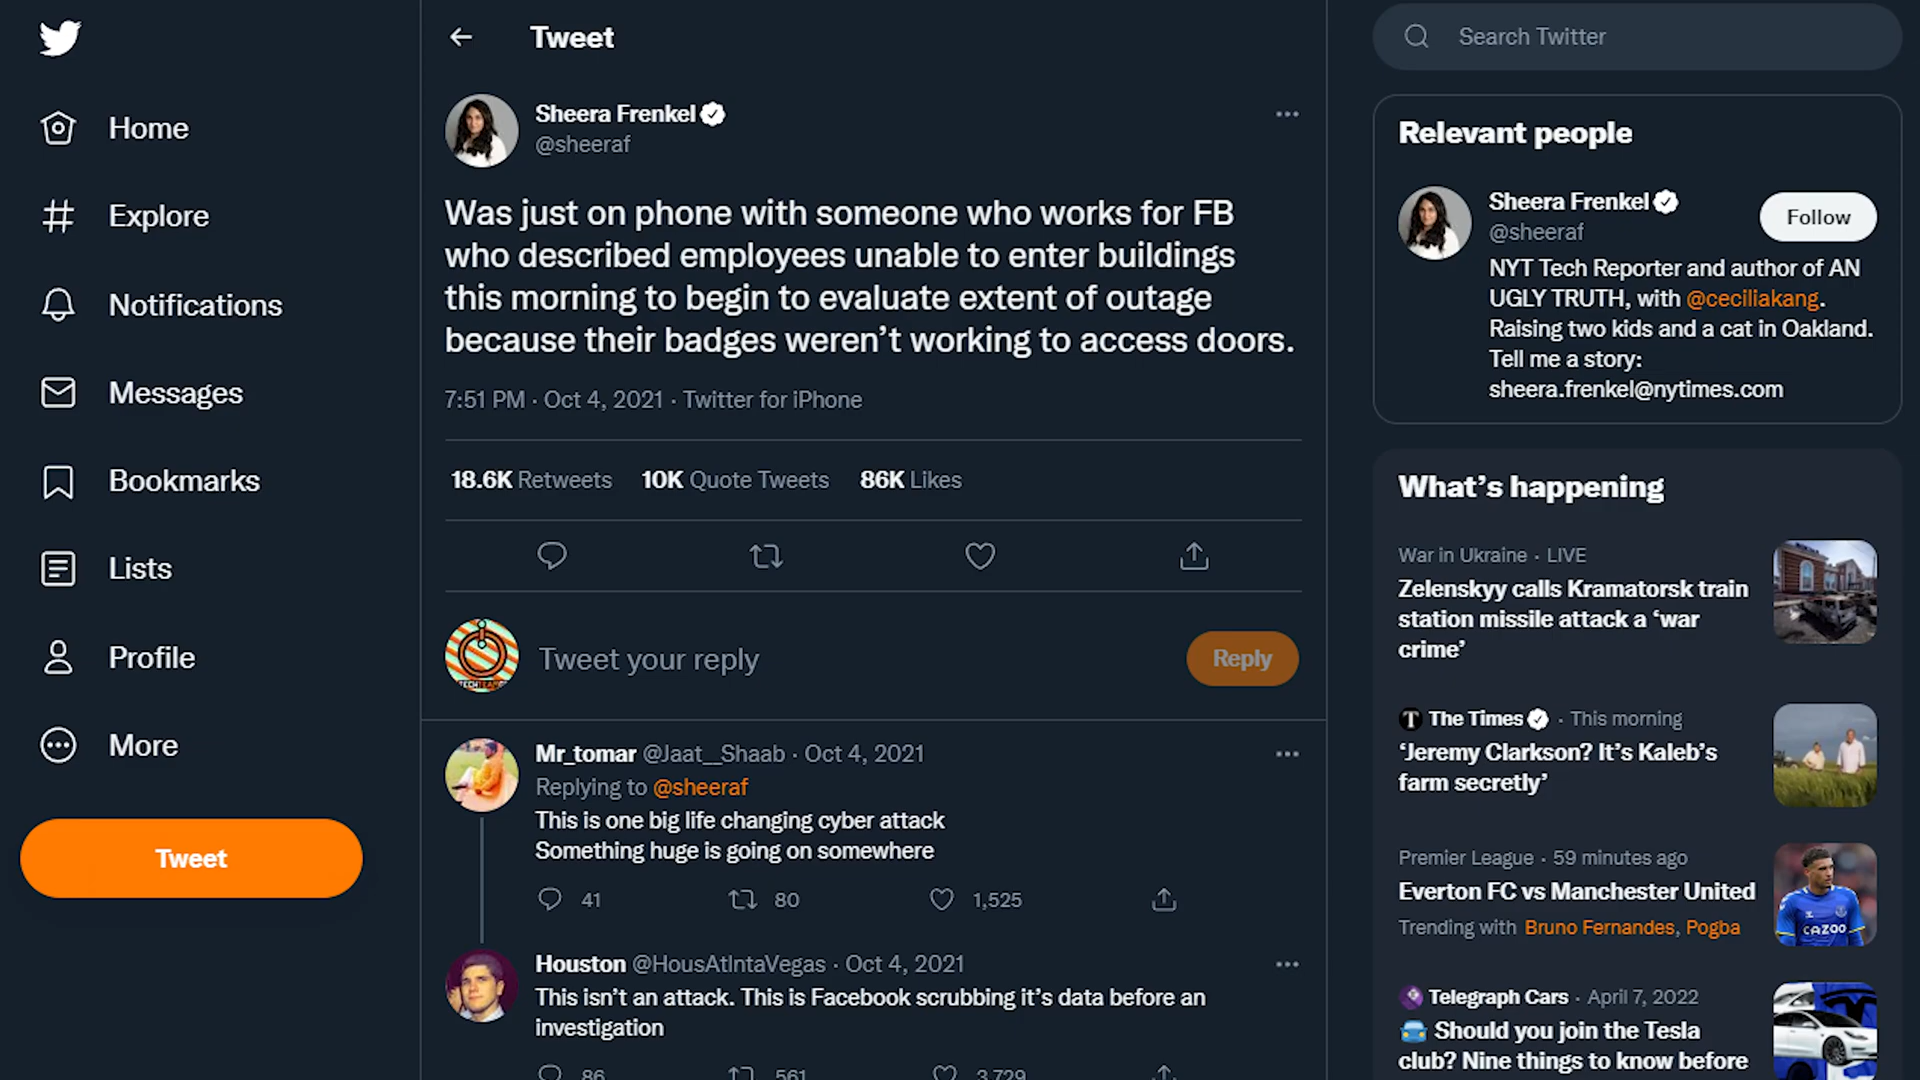 Home
Explore
Notifications
Messages
Bookmarks
Lists
Profile
More
Tweet
Tweet
Sheera Frenkel
@sheeraf
Was just on phone with someone who works for FB
who described employees unable to enter buildings
this morning to begin to evaluate extent of outage
because their badges weren’t working to access doors.
7:51 PM · Oct 4, 2021 · Twitter for iPhone
18.6K Retweets 10K Quote Tweets 86K Likes
Tweet your reply
Reply
Mr_tomar @Jaat__Shaab · Oct 4, 2021
Replying to @sheeraf
This is one big life changing cyber attack
Something huge is going on somewhere
41 80 1,525
Houston @HousAtIntaVegas · Oct 4, 2021
This isn’t an attack. This is Facebook scrubbing it’s data before an
investigation
86 561 3,729
Search Twitter
Relevant people
Sheera Frenkel
@sheeraf
Follow
NYT Tech Reporter and author of AN
UGLY TRUTH, with @ceciliakang.
Raising two kids and a cat in Oakland.
Tell me a story:
sheera.frenkel@nytimes.com
What’s happening
War in Ukraine · LIVE
Zelenskyy calls Kramatorsk train
station missile attack a ‘war
crime’
The Times · This morning
‘Jeremy Clarkson? It’s Kaleb’s
farm secretly’
Premier League · 59 minutes ago
Everton FC vs Manchester United
Trending with Bruno Fernandes, Pogba
CAZOO
Telegraph Cars · April 7, 2022
Should you join the Tesla
club? Nine things to know before